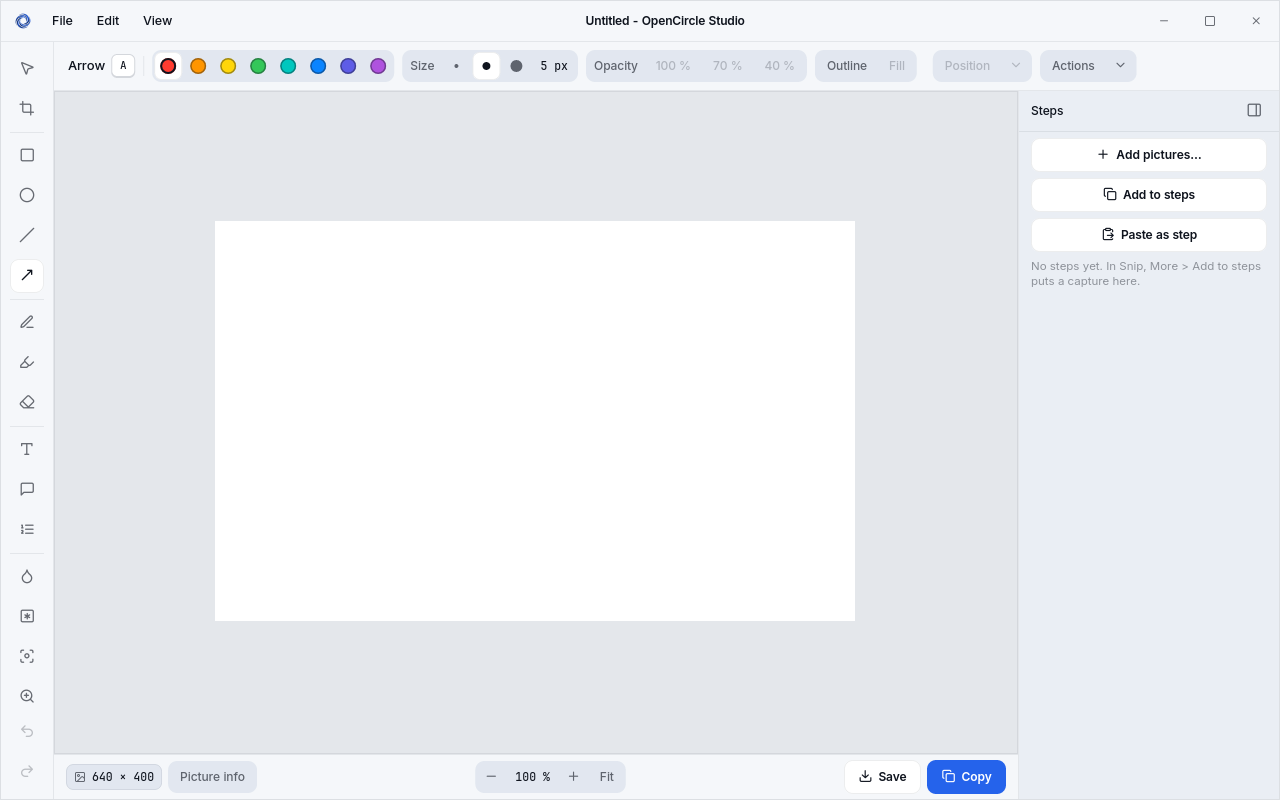 File Edit View Untitled - OpenCircle Studio
Arrow A Size 5 px Opacity 100 % 70 % 40 % Outline Fill Position Actions
Steps
Add pictures...
Add to steps
Paste as step
No steps yet. In Snip, More > Add to steps
puts a capture here.
640 × 400 Picture info 100 % Fit Save Copy